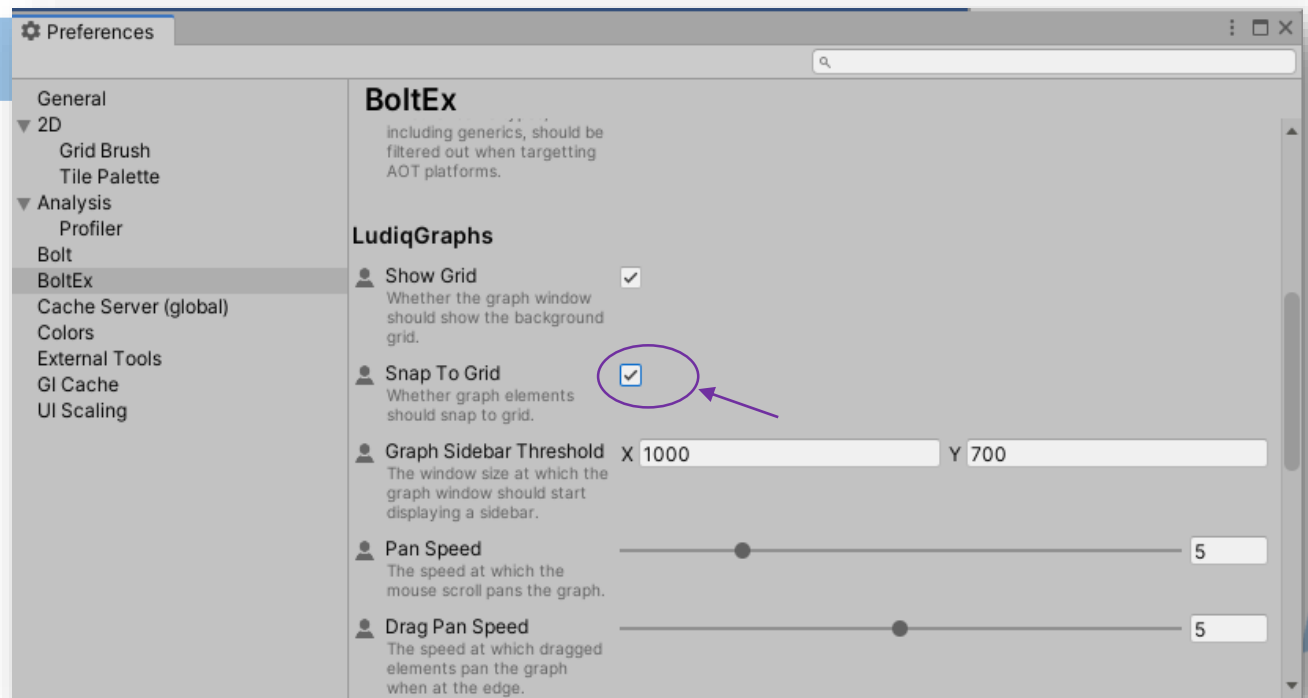 Preferences
General
2D
Grid Brush
Tile Palette
Analysis
Profiler
Bolt
BoltEx
Cache Server (global)
Colors
External Tools
GI Cache
UI Scaling
BoltEx
including generics, should be
filtered out when targetting
AOT platforms.
LudiqGraphs
Show Grid
Whether the graph window
should show the background
grid.
Snap To Grid
Whether graph elements
should snap to grid.
Graph Sidebar Threshold X 1000 Y 700
The window size at which the
graph window should start
displaying a sidebar.
Pan Speed 5
The speed at which the
mouse scroll pans the graph.
Drag Pan Speed 5
The speed at which dragged
elements pan the graph
when at the edge.